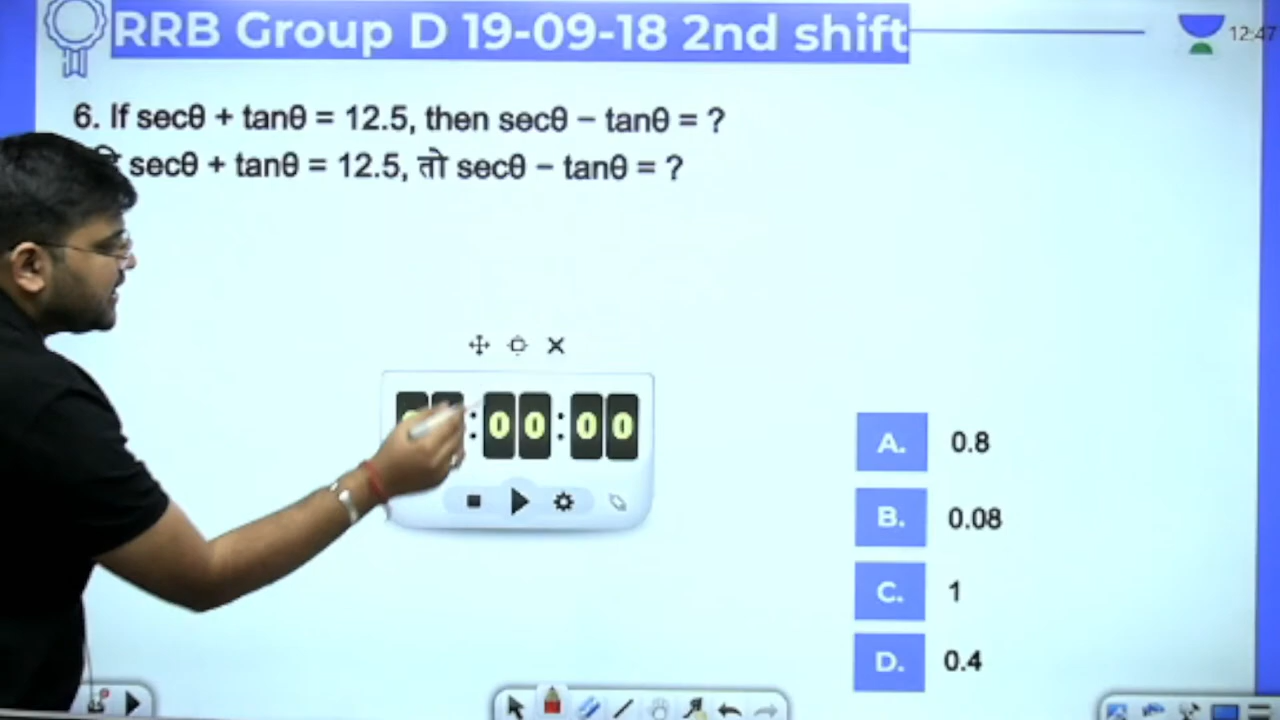 RRB Group D 19-09-18 2nd shift
12:47
6. If secθ + tanθ = 12.5, then secθ − tanθ = ?
secθ + tanθ = 12.5, तो secθ − tanθ = ?
:00:00
A. 0.8
B. 0.08
C. 1
D. 0.4